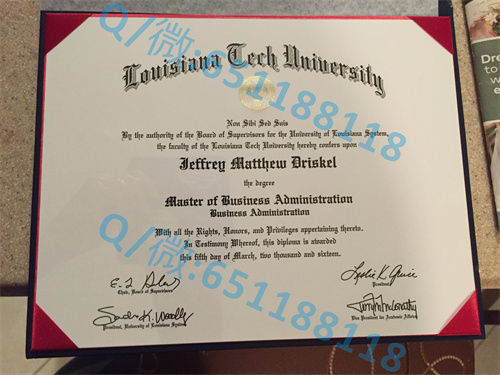 Louisiana Tech University
Non Sibi Sed Suis
By the authority of the Board of Supervisors for the University of Louisiana System,
the faculty of the Louisiana Tech University hereby confers upon
Jeffrey Matthew Driskel
the degree
Master of Business Administration
Business Administration
With all the Rights, Honors, and Privileges appertaining thereto.
In Testimony Whereof, this diploma is awarded
this fifth day of March, two thousand and sixteen.
Chair, Board of Supervisors
President
President, University of Louisiana System
Vice President for Academic Affairs
Q/微:651188118
Q/微:651188118
Dre
to
w
e